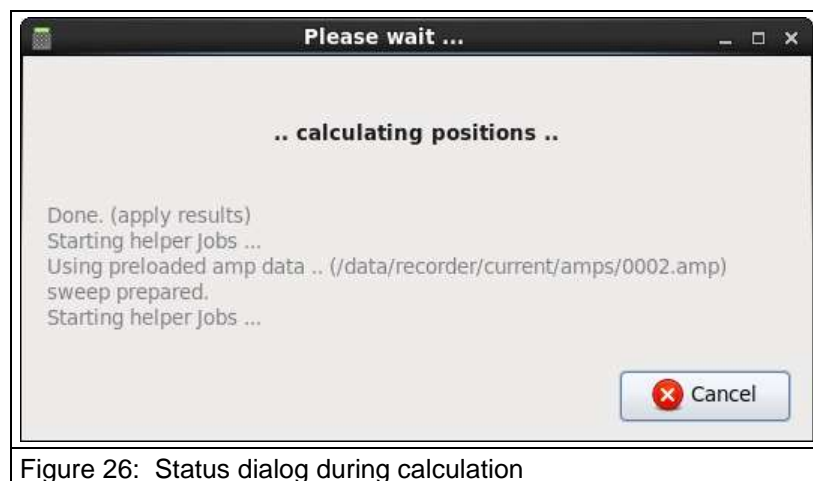 Please wait ...
.. calculating positions ..
Done. (apply results)
Starting helper Jobs ...
Using preloaded amp data .. (/data/recorder/current/amps/0002.amp)
sweep prepared.
Starting helper Jobs ...
Cancel
Figure 26: Status dialog during calculation